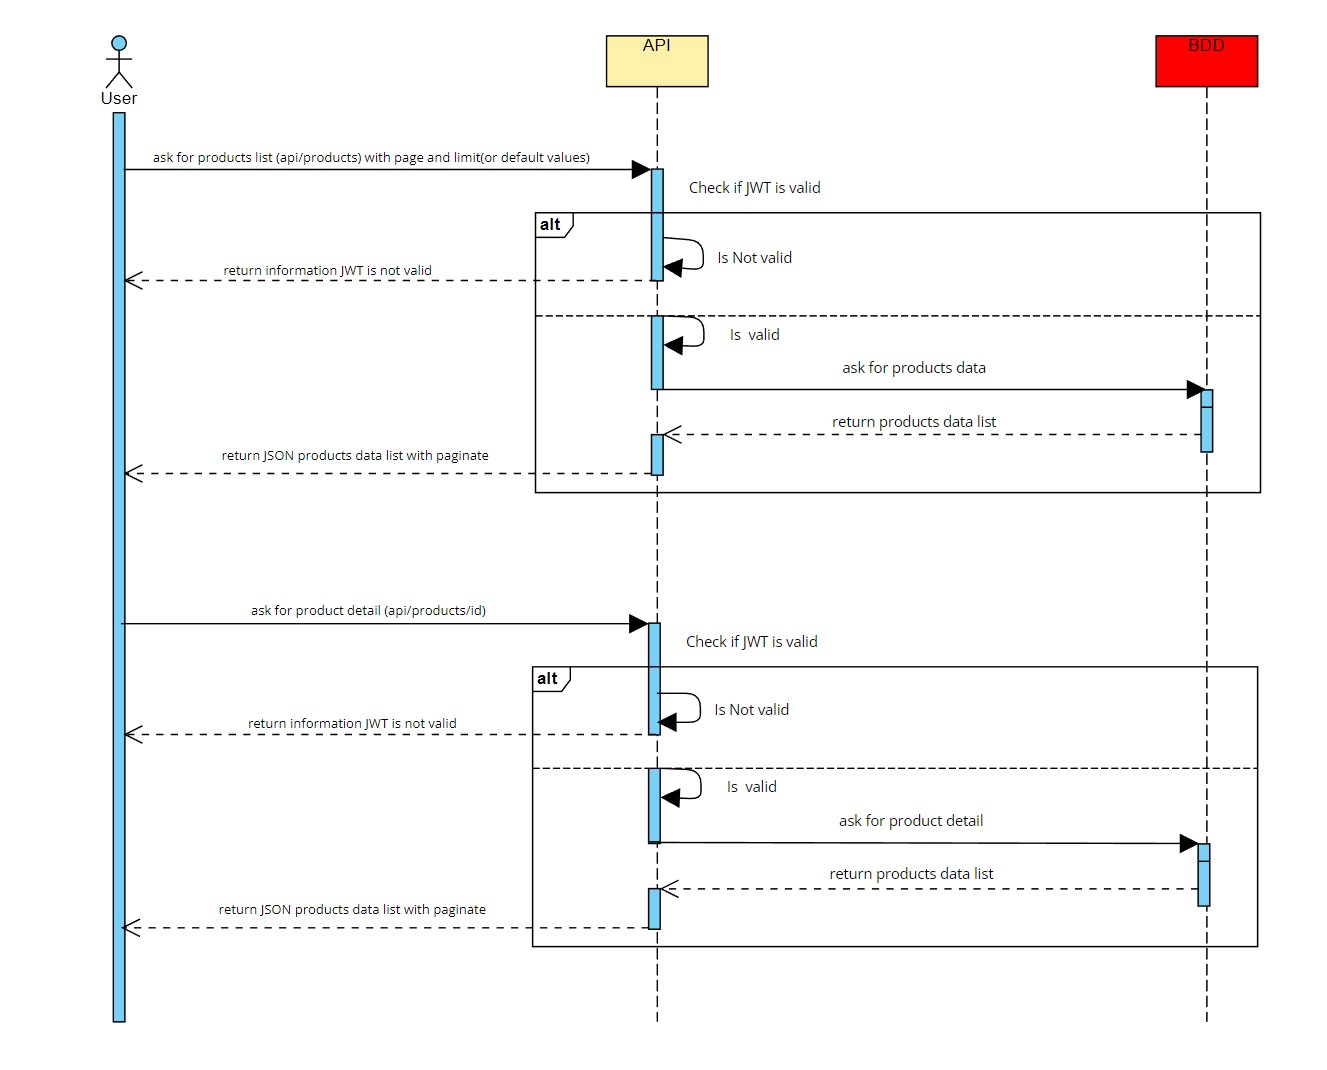 User
API
BDD
ask for products list (api/products) with page and limit(or default values)
Check if JWT is valid
alt
Is Not valid
return information JWT is not valid
Is  valid
ask for products data
return products data list
return JSON products data list with paginate
ask for product detail (api/products/id)
Check if JWT is valid
alt
Is Not valid
return information JWT is not valid
Is  valid
ask for product detail
return products data list
return JSON products data list with paginate